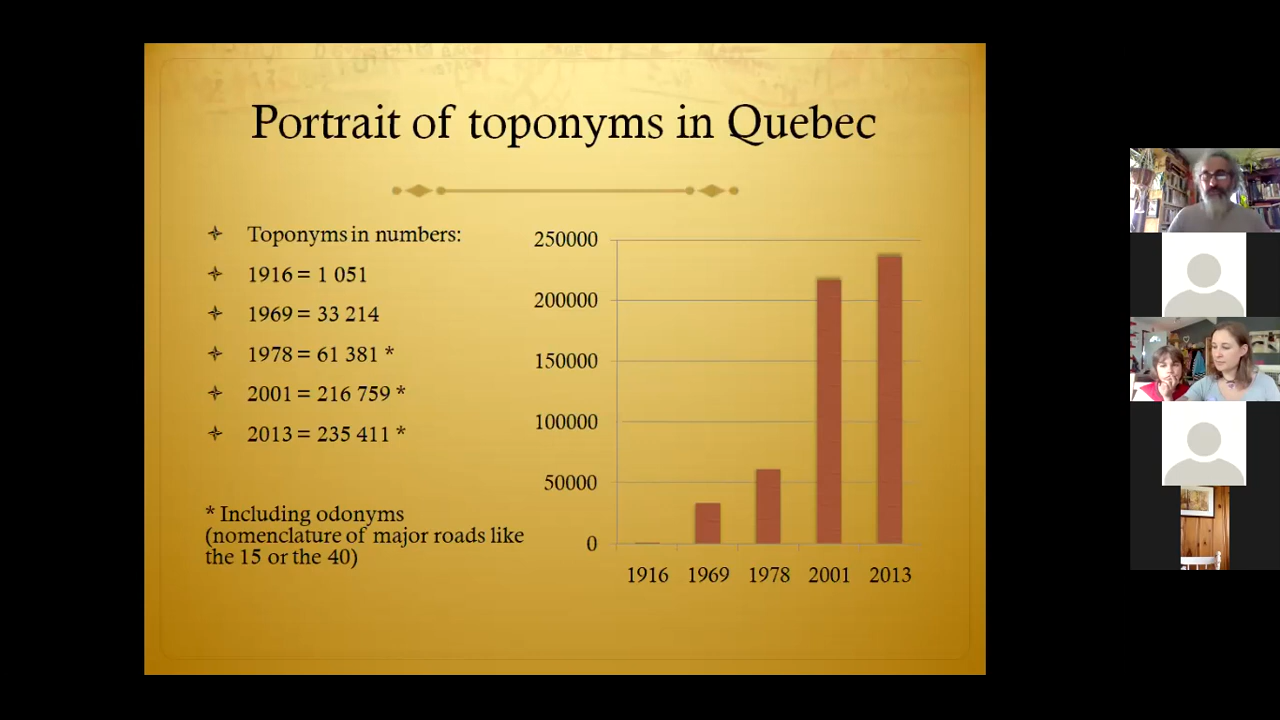 Portrait of toponyms in Quebec
Toponyms in numbers:
1916 = 1 051
1969 = 33 214
1978 = 61 381 *
2001 = 216 759 *
2013 = 235 411 *
* Including odonyms
(nomenclature of major roads like
the 15 or the 40)
250000
200000
150000
100000
50000
0
1916 1969 1978 2001 2013